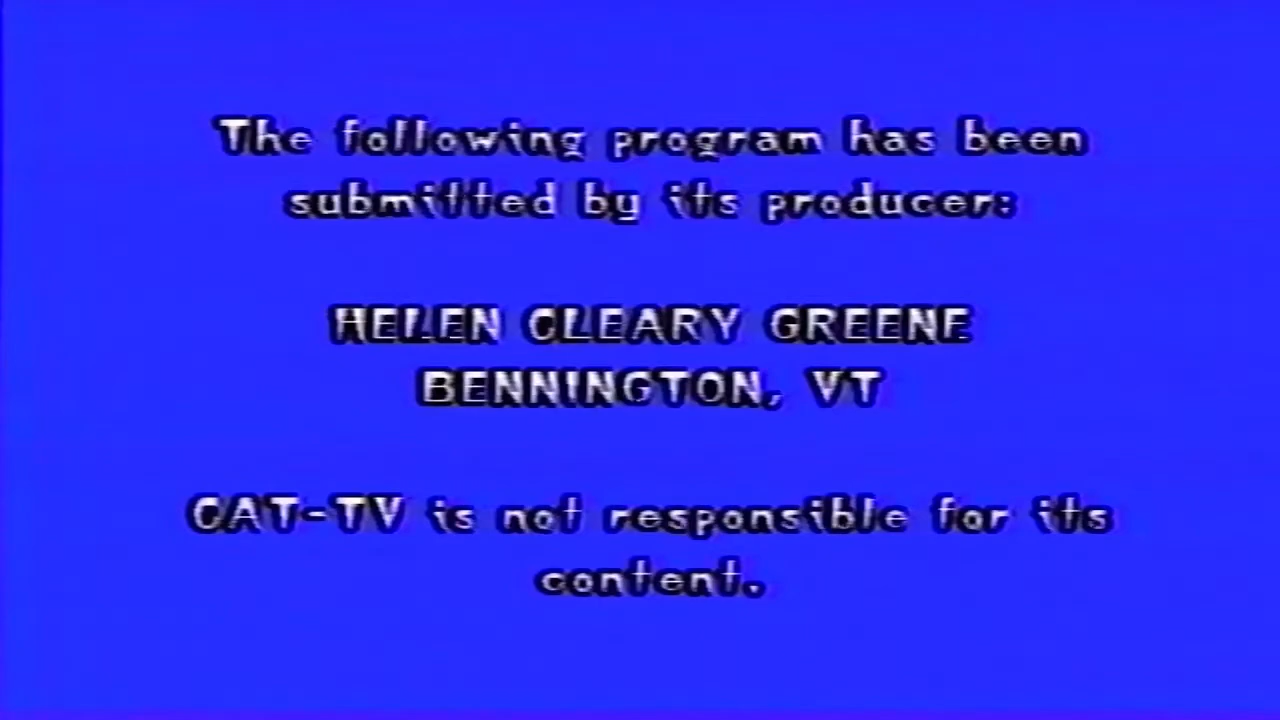 The following program has been
submitted by its producer:
HELEN CLEARY GREENE
BENNINGTON, VT
CAT-TV is not responsible for its
content.